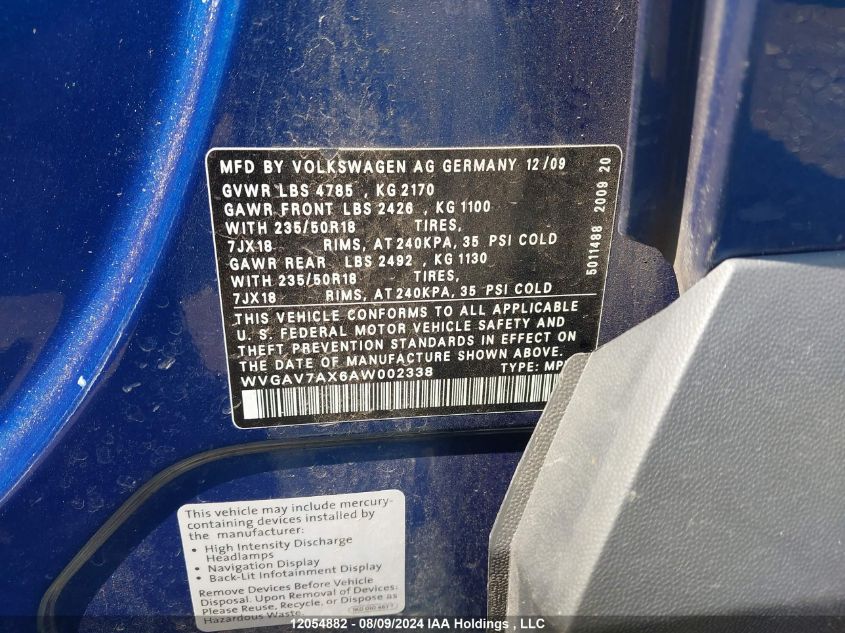 MFD BY VOLKSWAGEN AG GERMANY 12/09
GVWR LBS 4785 , KG 2170
GAWR FRONT LBS 2426 , KG 1100
WITH 235/50R18 TIRES,
7JX18 RIMS, AT 240KPA, 35 PSI COLD
GAWR REAR LBS 2492 , KG 1130
WITH 235/50R18 TIRES,
7JX18 RIMS, AT 240KPA, 35 PSI COLD
THIS VEHICLE CONFORMS TO ALL APPLICABLE
U. S. FEDERAL MOTOR VEHICLE SAFETY AND
THEFT PREVENTION STANDARDS IN EFFECT ON
THE DATE OF MANUFACTURE SHOWN ABOVE.
WVGAV7AX6AW002338 TYPE: MP
5011488 2009 20
This vehicle may include mercury-
containing devices installed by
the manufacturer:
• High Intensity Discharge
Headlamps
• Navigation Display
• Back-Lit Infotainment Display
Remove Devices Before Vehicle
Disposal. Upon Removal of Devices:
Please Reuse, Recycle, or Dispose as
Hazardous Waste.
12054882 - 08/09/2024 IAA Holdings , LLC